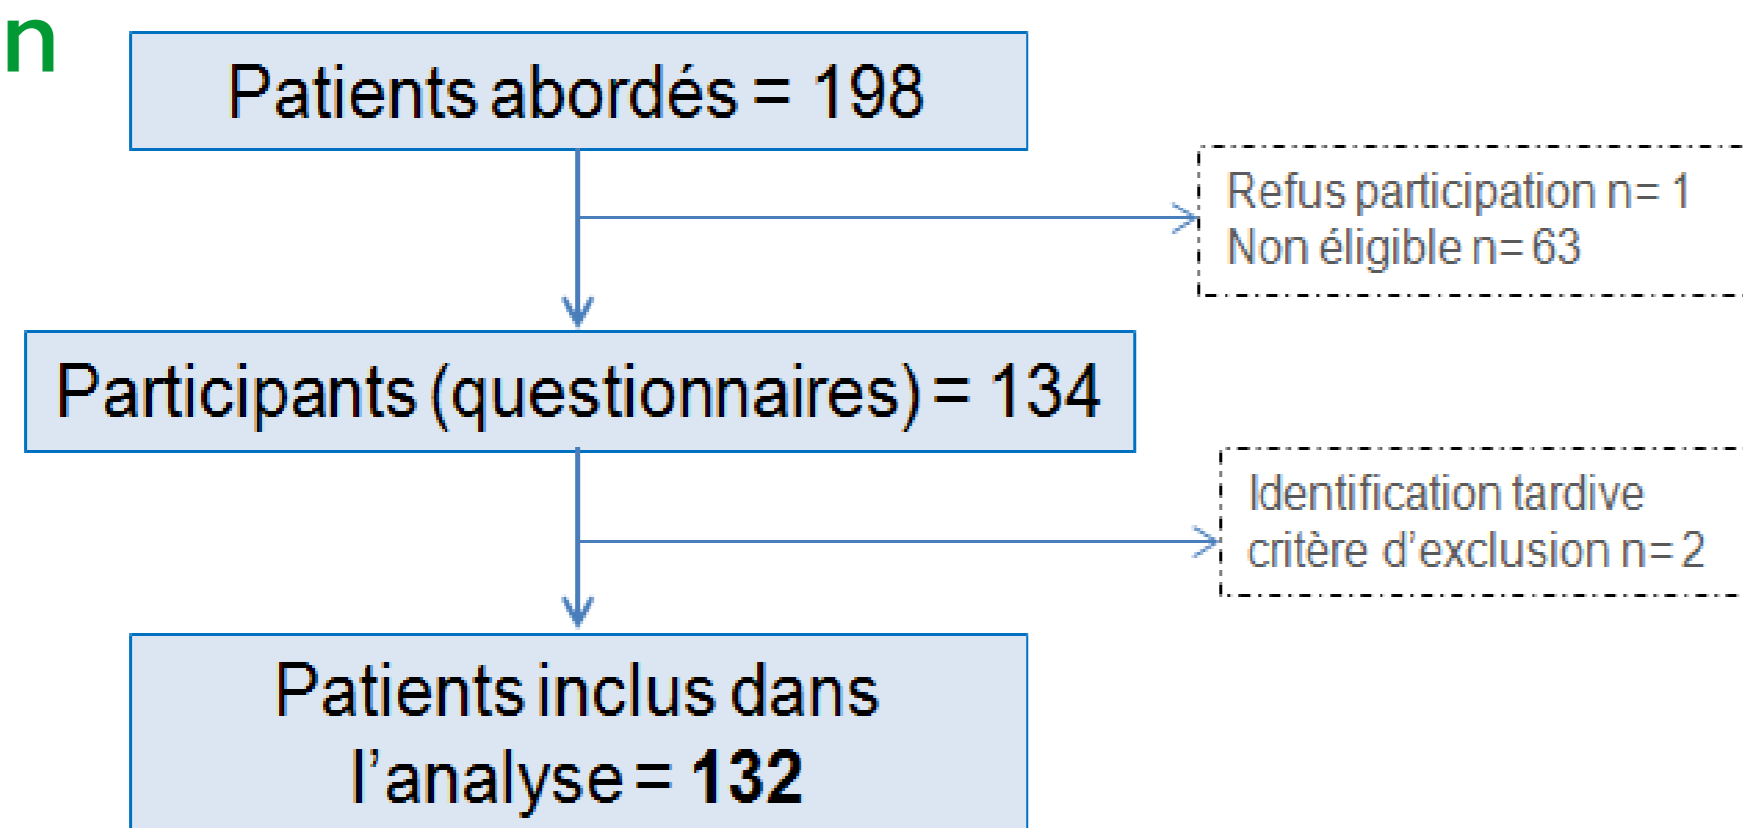 n
Patients abordés = 198
Refus participation n= 1
Non éligible n= 63
Participants (questionnaires) = 134
Identification tardive
critère d'exclusion n= 2
Patients inclus dans
l'analyse = 132